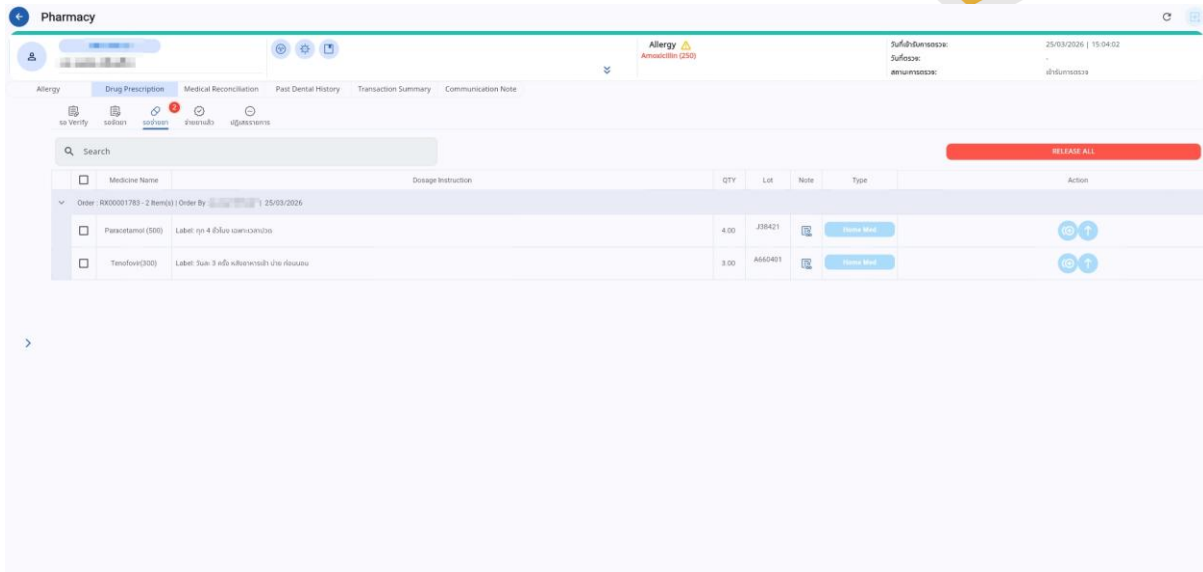 Pharmacy
Allergy
Amoxicillin (250)
วันที่เข้ารับการตรวจ:
25/03/2026 | 15:04:02
วันที่ตรวจ:
-
สถานะการตรวจ:
เข้ารับการตรวจ
Allergy
Drug Prescription
Medical Reconciliation
Past Dental History
Transaction Summary
Communication Note
2
รอ Verify
รอจัดยา
รอจ่ายยา
จ่ายยาแล้ว
ปฏิเสธรายการ
Search
RELEASE ALL
Medicine Name
Dosage Instruction
QTY
Lot
Note
Type
Action
Order : RX00001783 - 2 Item(s) | Order By
25/03/2026
Paracetamol (500)
Label: ทุก 4 ชั่วโมง เฉพาะเวลาปวด
4.00
J38421
Home Med
Tenofovir(300)
Label: วันละ 3 ครั้ง หลังอาหารเช้า บ่าย ก่อนนอน
3.00
A660401
Home Med